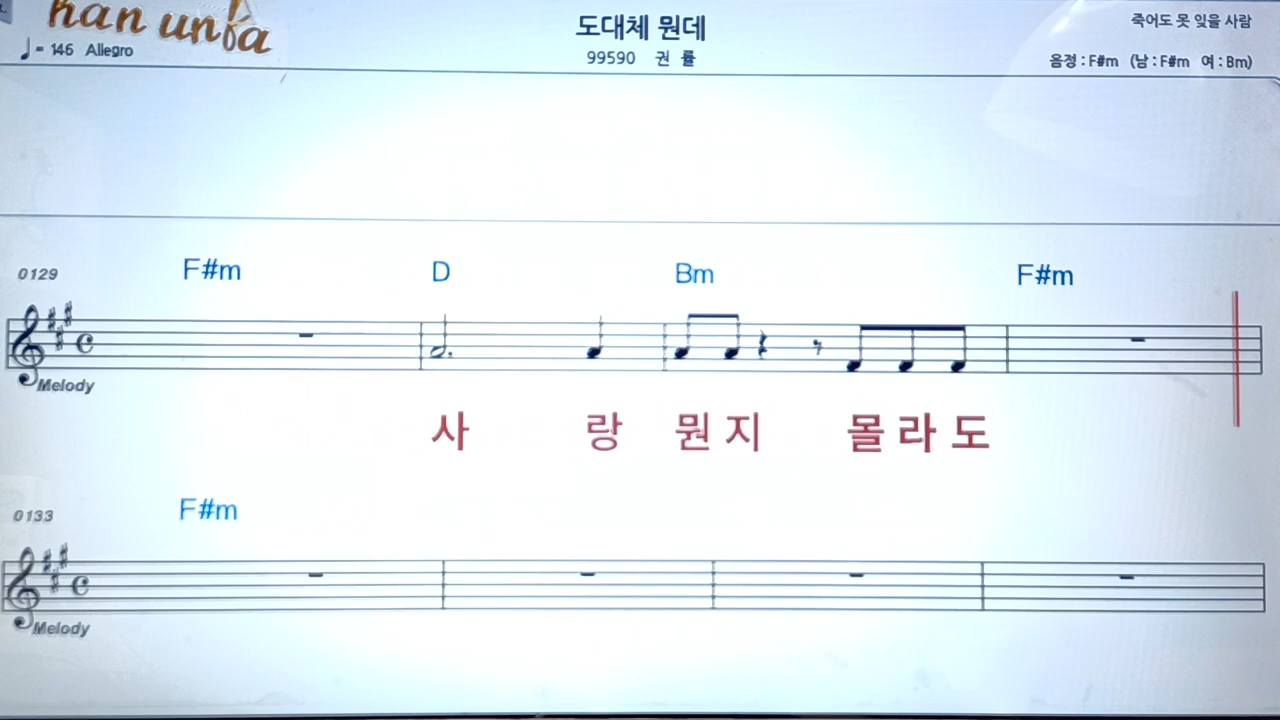 han unba
도대체 뭔데
죽어도 못 잊을 사람
♩= 146 Allegro
99590 권 률
음정 : F#m (남 : F#m 여 : Bm)
0129 F#m D Bm F#m
Melody
사 랑 뭔 지 몰 라 도
0133 F#m
Melody